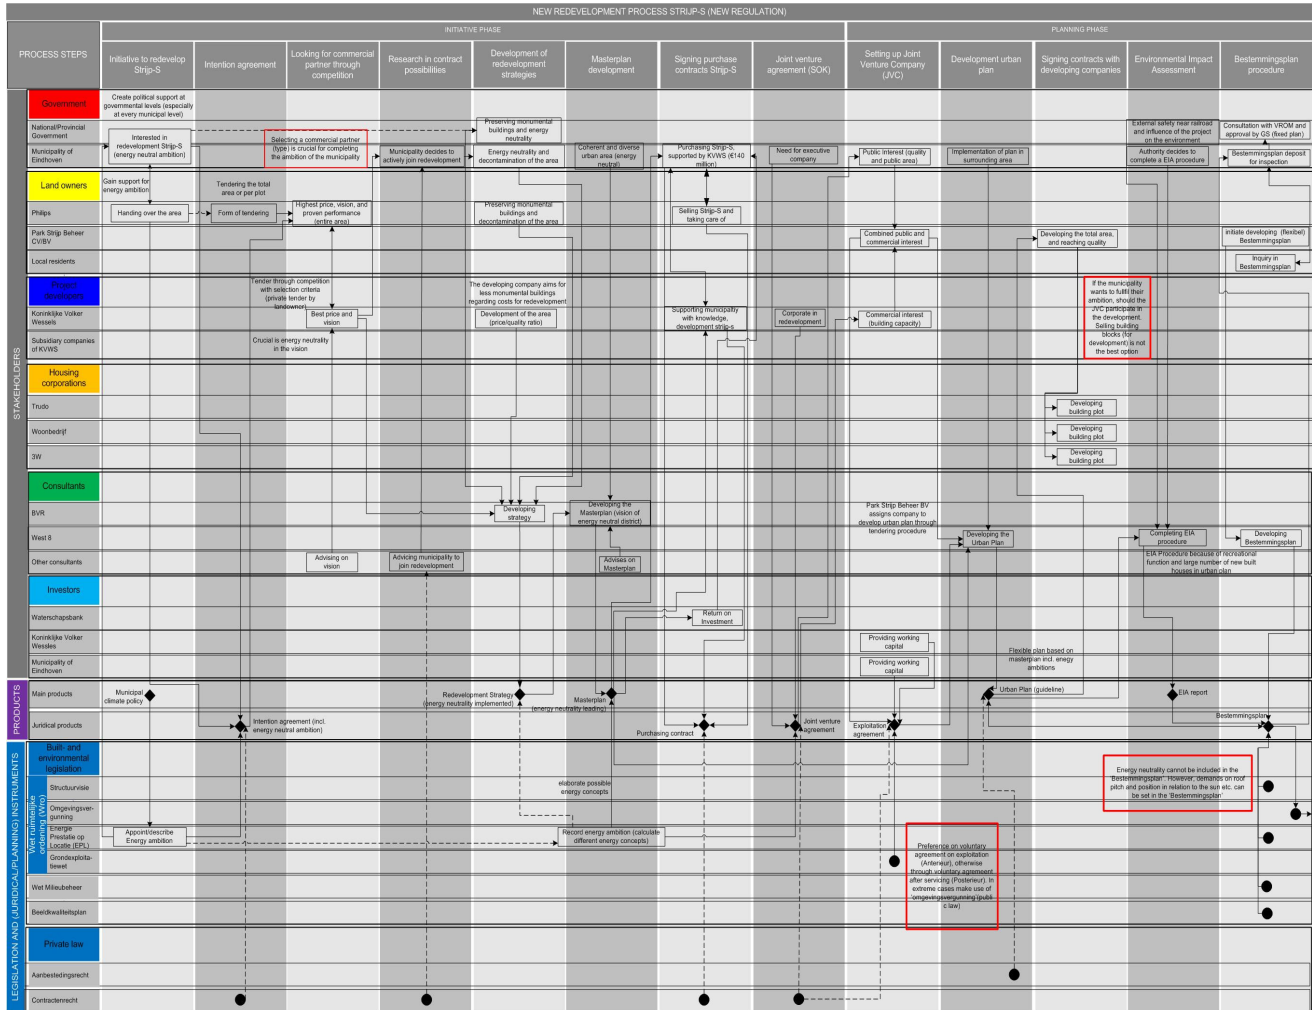 NEW REDEVELOPMENT PROCESS STRIJP-S (NEW REGULATION)
INITIATIVE PHASE
PLANNING PHASE
PROCESS STEPS
Initiative to redevelop
Strijp-S
Intention agreement
Looking for commercial
partner through
competition
Research in contract
possibilities
Development of
redevelopment
strategies
Masterplan
development
Signing purchase
contracts Strijp-S
Joint venture
agreement (SOK)
Setting up Joint
Venture Company
(JVC)
Development urban
plan
Signing contracts with
developing companies
Environmental Impact
Assessment
Bestemmingsplan
procedure
STAKEHOLDERS
Government
Create political support at
governmental levels (especially
at every municipal level)
National/Provincial
Government
Municipality of
Eindhoven
Interested in
redevelopment Strijp-S
(energy neutral ambition)
Selecting a commercial partner
(type) is crucial for completing
the ambition of the municipality
Municipality decides to
actively join redevelopment
Preserving monumental
buildings and energy
neutrality
Energy neutrality and
decontamination of the area
Coherent and diverse
urban area (energy
neutral)
Purchasing Strijp-S,
supported by KVWS (€140
million)
Need for executive
company
Public Interest (quality
and public area)
Implementation of plan in
surrounding area
External safety near railroad
and influence of the project
on the environment
Authority decides to
complete a EIA procedure
Consultation with VROM and
approval by GS (fixed plan)
Bestemmingsplan deposit
for inspection
Land owners
Gain support for
energy ambition
Tendering the total
area or per plot
Philips
Handing over the area
Form of tendering
Highest price, vision, and
proven performance
(entire area)
Preserving monumental
buildings and
decontamination of the area
Selling Strijp-S and
taking care of
Park Strijp Beheer
CV/BV
Combined public and
commercial interest
Developing the total area,
and reaching quality
initiate developing (flexibel)
Bestemmingsplan
Local residents
Inquiry in
Bestemmingsplan
Project
developers
Tender through competition
with selection criteria
(private tender by
landowner)
The developing company aims for
less monumental buildings
regarding costs for redevelopment
If the municipality
wants to fullfil their
ambition, should the
JVC participate in
the development.
Selling building
blocks (for
development) is not
the best option
Koninklijke Volker
Wessels
Best price and
vision
Development of the area
(price/quality ratio)
Supporting municipality
with knowledge,
development strijp-s
Corporate in
redevelopment
Commercial interest
(building capacity)
Subsidiary companies
of KVWS
Crucial is energy neutrality
in the vision
Housing
corporations
Trudo
Developing
building plot
Woonbedrijf
Developing
building plot
3W
Developing
building plot
Consultants
BVR
Developing
strategy
Developing the
Masterplan (vision of
energy neutral district)
Park Strijp Beheer BV
assigns company to
develop urban plan through
tendering procedure
West 8
Developing the
Urban Plan
Completing EIA
procedure
Developing
Bestemmingsplan
Other consultants
Advising on
vision
Advicing municipality to
join redevelopment
Advises on
Masterplan
EIA Procedure because of recreational
function and large number of new built
houses in urban plan
Investors
Waterschapsbank
Return on
Investment
Koninklijke Volker
Wessles
Providing working
capital
Municipality of
Eindhoven
Providing working
capital
Flexible plan based on
masterplan incl. energy
ambitions
PRODUCTS
Main products
Municipal
climate policy
Redevelopment Strategy
(energy neutrality implemented)
Masterplan
(energy neutrality leading)
Urban Plan (guideline)
EIA report
Juridical products
Intention agreement (incl.
energy neutral ambition)
Purchasing contract
Joint venture
agreement
Exploitation
agreement
Bestemmingsplan
LEGISLATION AND (JURIDICAL/PLANNING) INSTRUMENTS
Built- and
environmental
legislation
Wet ruimtelijke
ordening (Wro)
Structuurvisie
elaborate possible
energy concepts
Energy neutrality cannot be included in the
'Bestemmingsplan'. However, demands on roof
pitch and position in relation to the sun etc. can
be set in the 'Bestemmingsplan'
Omgevingsver-
gunning
Energie
Prestatie op
Locatie (EPL)
Appoint/describe
Energy ambition
Record energy ambition (calculate
different energy concepts)
Grondexploita-
tiewet
Preference on voluntary
agreement on exploitation
(Anterieur), otherwise
through voluntary agreement
after servicing (Posterieur). In
extreme cases make use of
'omgevingsvergunning'(publi
c law)
Wet Milieubeheer
Beeldkwaliteitsplan
Private law
Aanbestedingsrecht
Contractenrecht